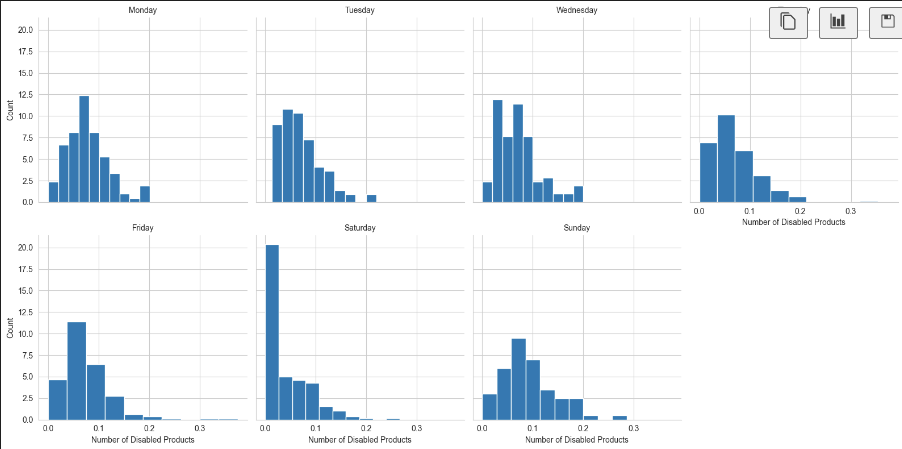 Monday
Tuesday
Wednesday
20.0
17.5
15.0
12.5
10.0
7.5
5.0
2.5
0.0
Count
0.0 0.1 0.2 0.3
Number of Disabled Products
Friday
Saturday
Sunday
20.0
17.5
15.0
12.5
10.0
7.5
5.0
2.5
0.0
Count
0.0 0.1 0.2 0.3
0.0 0.1 0.2 0.3
0.0 0.1 0.2 0.3
Number of Disabled Products
Number of Disabled Products
Number of Disabled Products